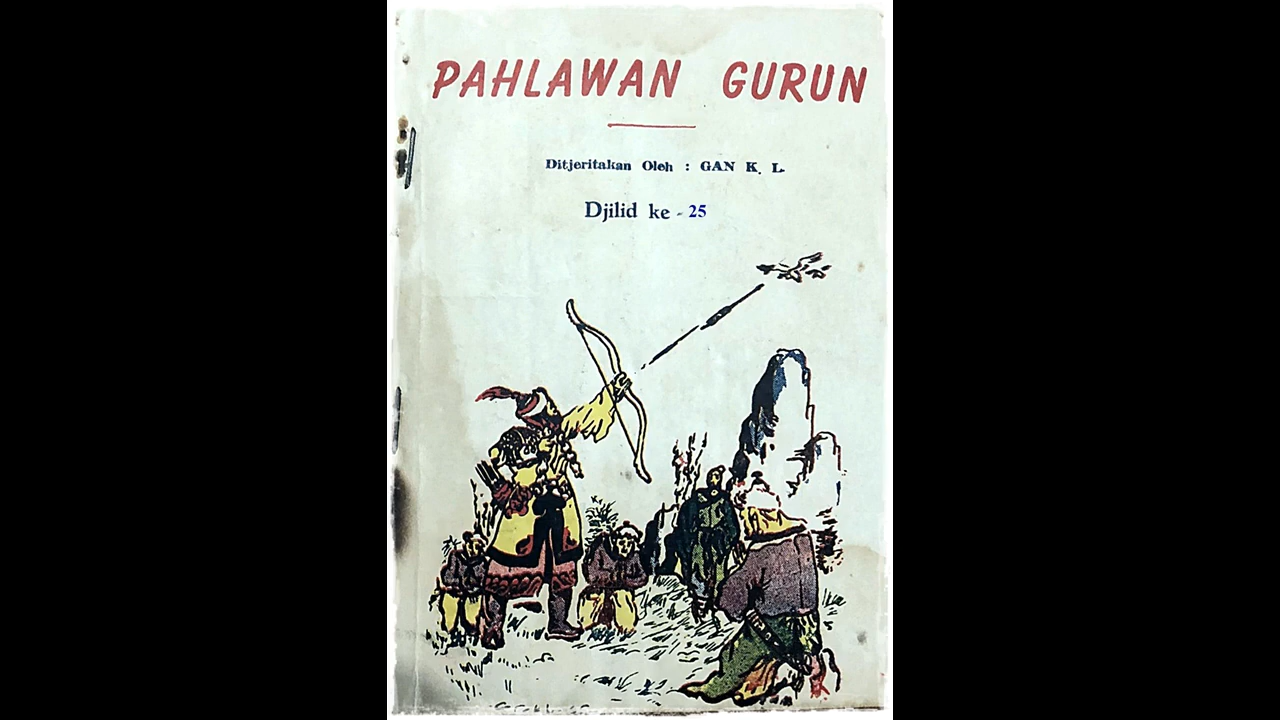 PAHLAWAN GURUN
Ditjeritakan Oleh : GAN K. L.
Djilid ke - 25